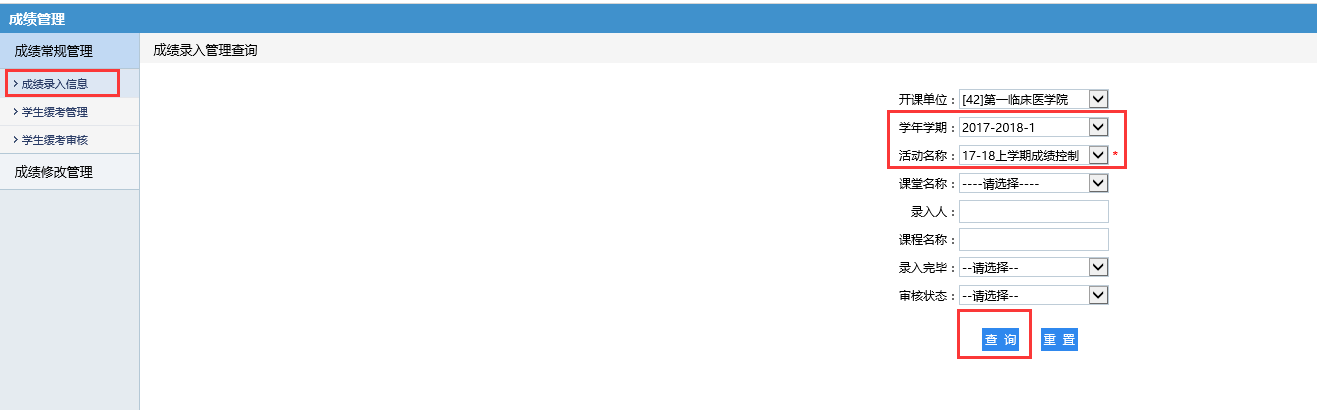 成绩管理
成绩常规管理
成绩录入管理查询
> 成绩录入信息
> 学生缓考管理
> 学生缓考审核
成绩修改管理
开课单位： [42]第一临床医学院
学年学期： 2017-2018-1
活动名称： 17-18上学期成绩控制 *
课堂名称： ----请选择----
录入人：
课程名称：
录入完毕： --请选择--
审核状态： --请选择--
查 询 重 置